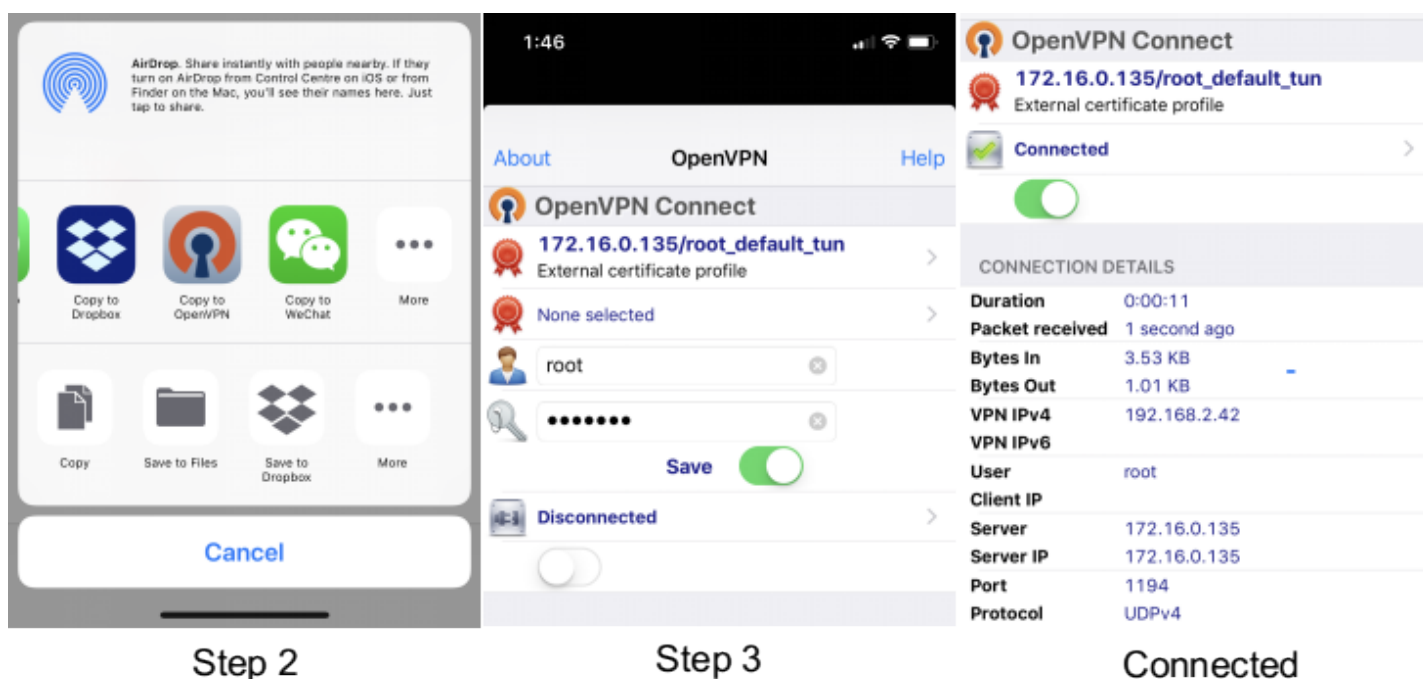 AirDrop. Share instantly with people nearby. If they
turn on AirDrop from Control Centre on iOS or from
Finder on the Mac, you'll see their names here. Just
tap to share.
Copy to
Dropbox
Copy to
OpenVPN
Copy to
WeChat
More
Copy
Save to Files
Save to
Dropbox
More
Cancel
Step 2
1:46
About
OpenVPN
Help
OpenVPN Connect
172.16.0.135/root_default_tun
External certificate profile
None selected
root
•••••••
Save
Disconnected
Step 3
OpenVPN Connect
172.16.0.135/root_default_tun
External certificate profile
Connected
CONNECTION DETAILS
Duration 0:00:11
Packet received 1 second ago
Bytes In 3.53 KB
Bytes Out 1.01 KB
VPN IPv4 192.168.2.42
VPN IPv6
User root
Client IP
Server 172.16.0.135
Server IP 172.16.0.135
Port 1194
Protocol UDPv4
Connected